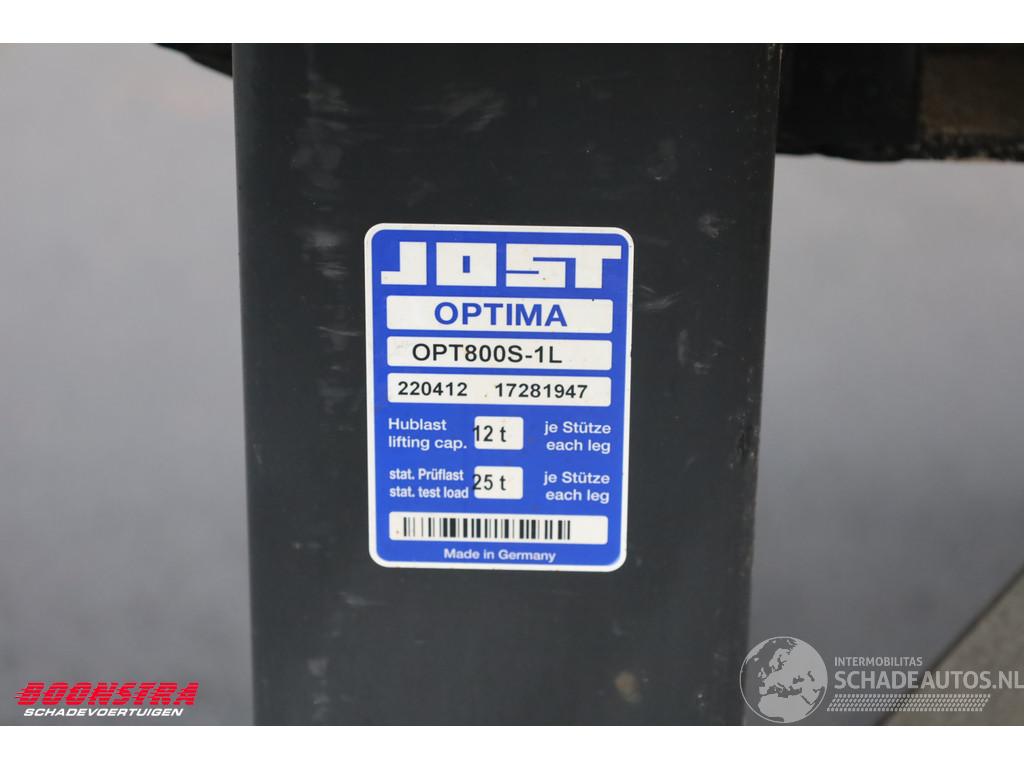 JOST
OPTIMA
OPT800S-1L
220412 17281947
Hublast
lifting cap.
12 t
je Stütze
each leg
stat. Prüflast
stat. test load
25 t
je Stütze
each leg
Made in Germany
BOONSTRA
SCHADEVOERTUIGEN
INTERMOBILITAS
SCHADEAUTOS.NL